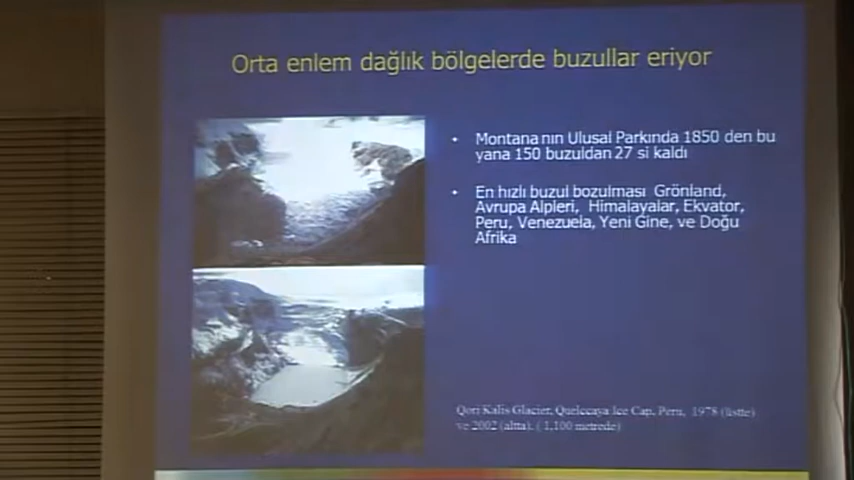 Orta enlem dağlık bölgelerde buzullar eriyor
• Montana nın Ulusal Parkında 1850 den bu
yana 150 buzuldan 27 si kaldı
• En hızlı buzul bozulması Grönland,
Avrupa Alpleri, Himalayalar, Ekvator,
Peru, Venezuela, Yeni Gine, ve Doğu
Afrika
Qori Kalis Glacier, Quelccaya Ice Cap, Peru, 1978 (üstte)
ve 2002 (altta). ( 1,100 metrede)